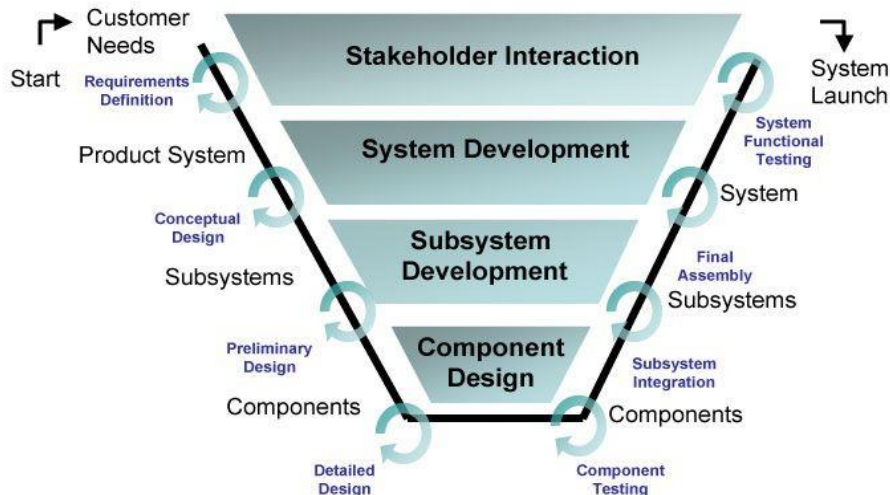 Customer
Needs
Start
Requirements
Definition
Product System
Conceptual
Design
Subsystems
Preliminary
Design
Components
Detailed
Design
Stakeholder Interaction
System Development
Subsystem
Development
Component
Design
System
Launch
System
Functional
Testing
System
Final
Assembly
Subsystems
Subsystem
Integration
Components
Component
Testing